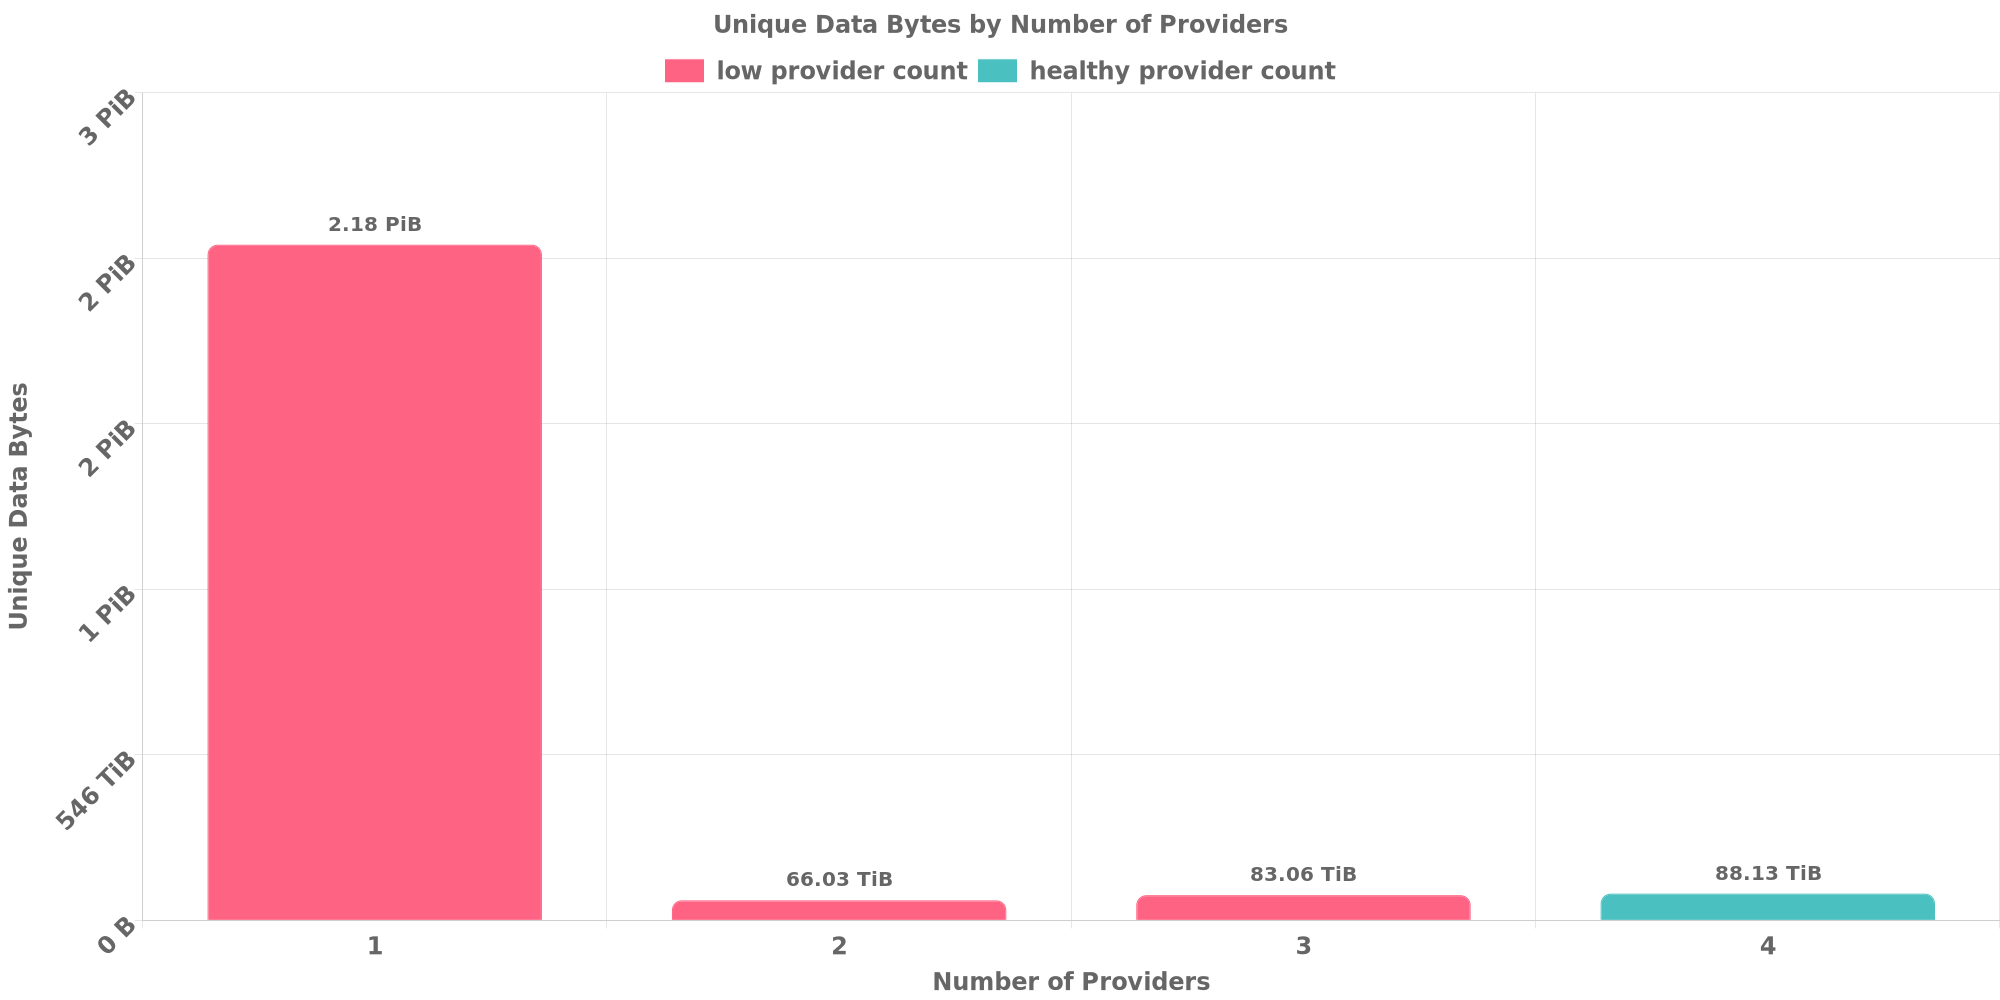 Unique Data Bytes by Number of Providers
low provider count healthy provider count
3 PiB
2 PiB
2 PiB
1 PiB
546 TiB
0 B
Unique Data Bytes
2.18 PiB
66.03 TiB
83.06 TiB
88.13 TiB
1 2 3 4
Number of Providers